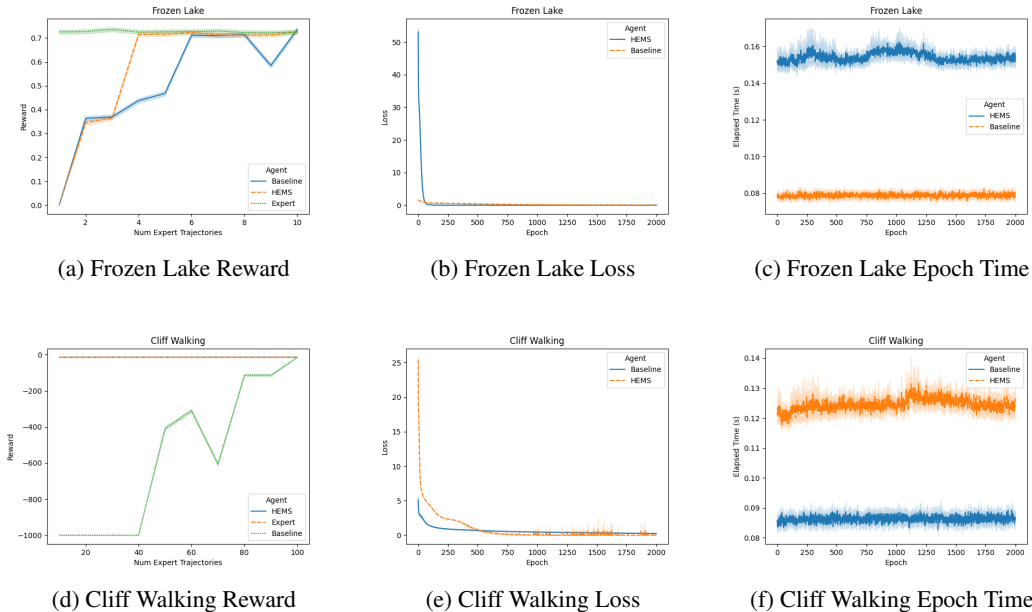 Frozen Lake
0.7
0.6
0.5
0.4
0.3
0.2
0.1
0.0
Reward
2 4 6 8 10
Num Expert Trajectories
Agent
Baseline
HEMS
Expert
(a) Frozen Lake Reward
Frozen Lake
50
40
30
20
10
0
Loss
0 250 500 750 1000 1250 1500 1750 2000
Epoch
Agent
HEMS
Baseline
(b) Frozen Lake Loss
Frozen Lake
0.16
0.14
0.12
0.10
0.08
Elapsed Time (s)
0 250 500 750 1000 1250 1500 1750 2000
Epoch
Agent
HEMS
Baseline
(c) Frozen Lake Epoch Time
Cliff Walking
0
−200
−400
−600
−800
−1000
Reward
20 40 60 80 100
Num Expert Trajectories
Agent
HEMS
Expert
Baseline
(d) Cliff Walking Reward
Cliff Walking
25
20
15
10
5
0
Loss
0 250 500 750 1000 1250 1500 1750 2000
Epoch
Agent
Baseline
HEMS
(e) Cliff Walking Loss
Cliff Walking
0.14
0.13
0.12
0.11
0.10
0.09
0.08
Elapsed Time (s)
0 250 500 750 1000 1250 1500 1750 2000
Epoch
Agent
Baseline
HEMS
(f) Cliff Walking Epoch Time